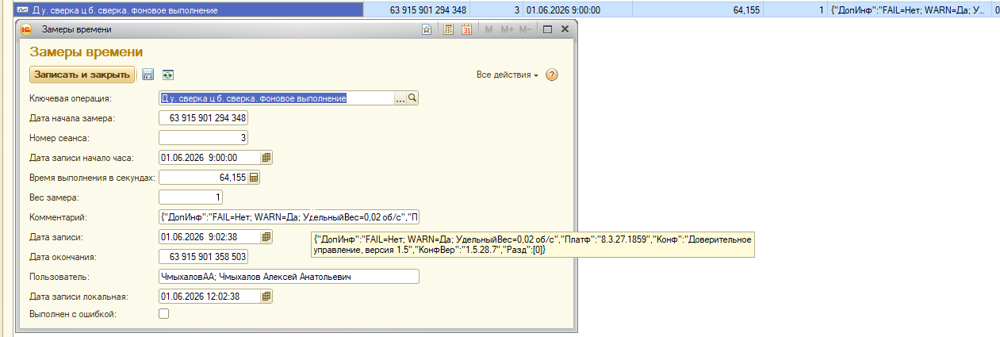 Д у. сверка ц б. сверка. фоновое выполнение 63 915 901 294 348 3 01.06.2026 9:00:00 64,155 1 {"ДопИнф":"FAIL=Нет; WARN=Да; У... 0
1С Замеры времени M M+ M-
Замеры времени
Записать и закрыть Все действия ?
Ключевая операция: Д у. сверка ц б. сверка. фоновое выполнение ...
Дата начала замера: 63 915 901 294 348
Номер сеанса: 3
Дата записи начало часа: 01.06.2026 9:00:00
Время выполнения в секундах: 64,155
Вес замера: 1
Комментарий: {"ДопИнф":"FAIL=Нет; WARN=Да; УдельныйВес=0,02 об/с","П
Дата записи: 01.06.2026 9:02:38
{"ДопИнф":"FAIL=Нет; WARN=Да; УдельныйВес=0,02 об/с","Платф":"8.3.27.1859","Конф":"Доверительное
управление, версия 1.5","КонфВер":"1.5.28.7","Разд":[0]}
Дата окончания: 63 915 901 358 503
Пользователь: ЧмыхаловАА; Чмыхалов Алексей Анатольевич
Дата записи локальная: 01.06.2026 12:02:38
Выполнен с ошибкой: